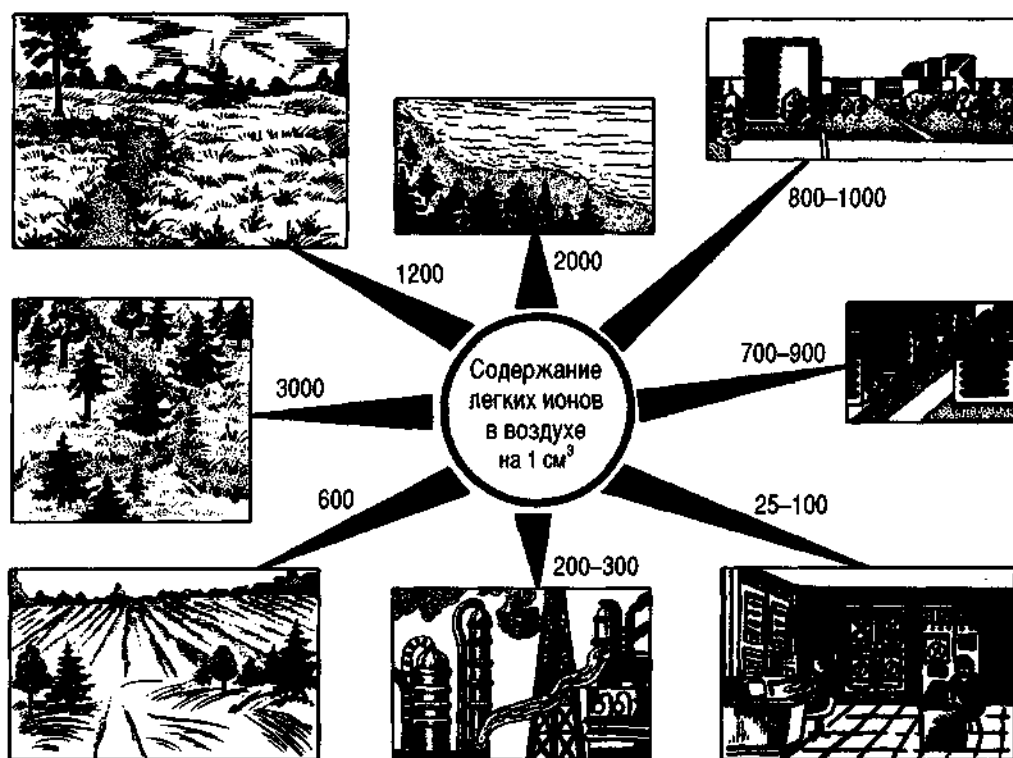 800–1000
1200
2000
700–900
Содержание
легких ионов
в воздухе
на 1 см³
3000
600
25–100
200–300